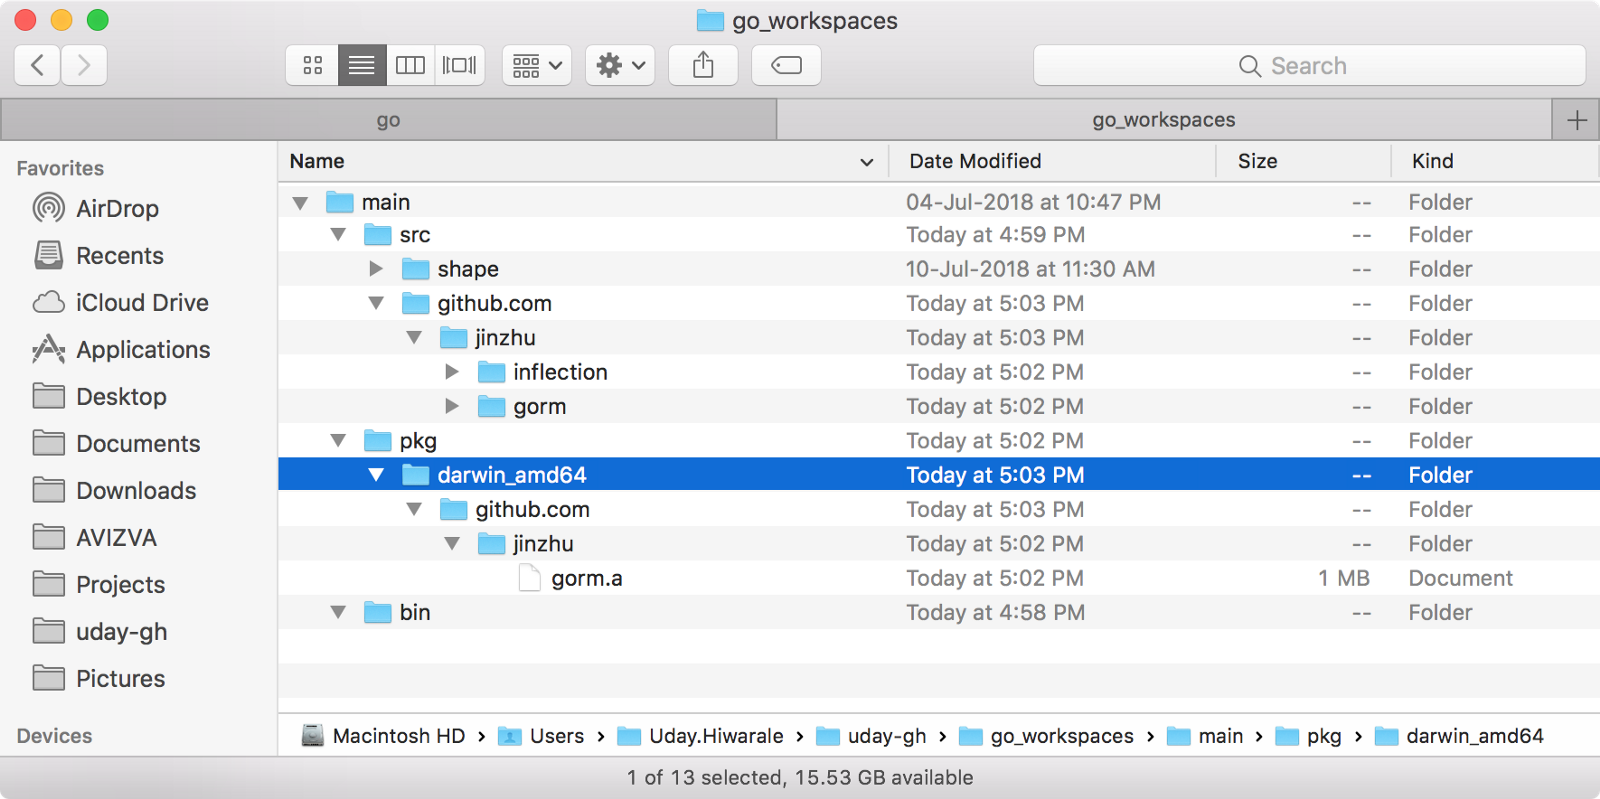 go_workspaces
Search
go go_workspaces
Favorites
AirDrop
Recents
iCloud Drive
Applications
Desktop
Documents
Downloads
AVIZVA
Projects
uday-gh
Pictures
Devices
Name Date Modified Size Kind
main 04-Jul-2018 at 10:47 PM -- Folder
src Today at 4:59 PM -- Folder
shape 10-Jul-2018 at 11:30 AM -- Folder
github.com Today at 5:03 PM -- Folder
jinzhu Today at 5:03 PM -- Folder
inflection Today at 5:02 PM -- Folder
gorm Today at 5:02 PM -- Folder
pkg Today at 5:02 PM -- Folder
darwin_amd64 Today at 5:03 PM -- Folder
github.com Today at 5:03 PM -- Folder
jinzhu Today at 5:02 PM -- Folder
gorm.a Today at 5:02 PM 1 MB Document
bin Today at 4:58 PM -- Folder
Macintosh HD › Users › Uday.Hiwarale › uday-gh › go_workspaces › main › pkg › darwin_amd64
1 of 13 selected, 15.53 GB available